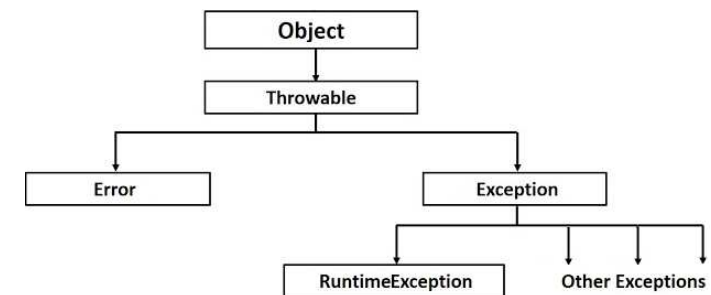 Object
Throwable
Error
Exception
RuntimeException
Other Exceptions